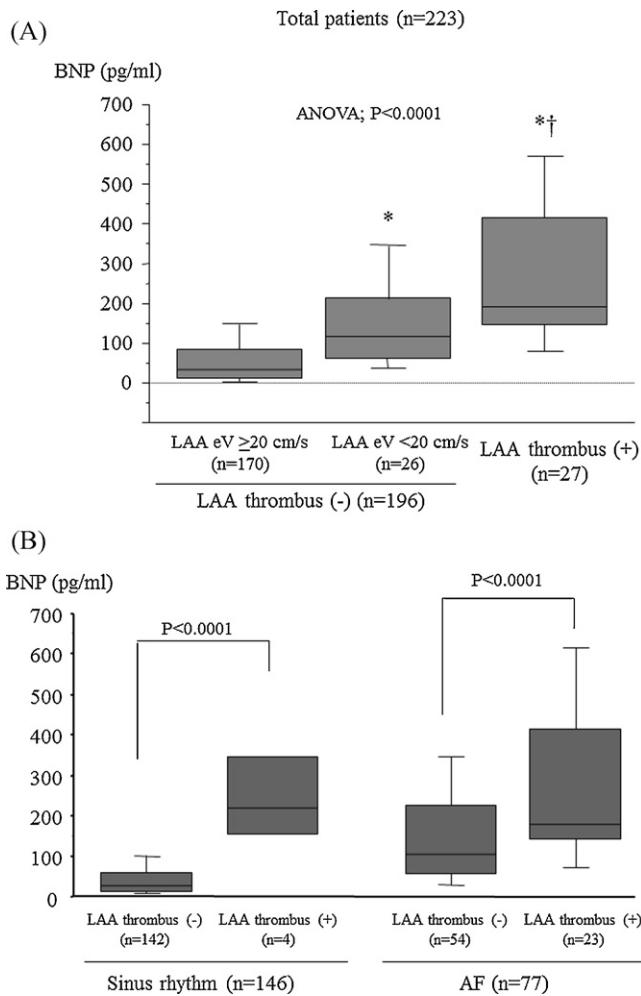 (A)
Total patients (n=223)
BNP (pg/ml)
700
600
500
400
300
200
100
0
ANOVA; P<0.0001
*
*†
LAA eV ≥20 cm/s
(n=170)
LAA eV <20 cm/s
(n=26)
LAA thrombus (+)
(n=27)
LAA thrombus (-) (n=196)
(B)
BNP (pg/ml)
700
600
500
400
300
200
100
0
P<0.0001
P<0.0001
LAA thrombus (-)
(n=142)
LAA thrombus (+)
(n=4)
LAA thrombus (-)
(n=54)
LAA thrombus (+)
(n=23)
Sinus rhythm (n=146)
AF (n=77)